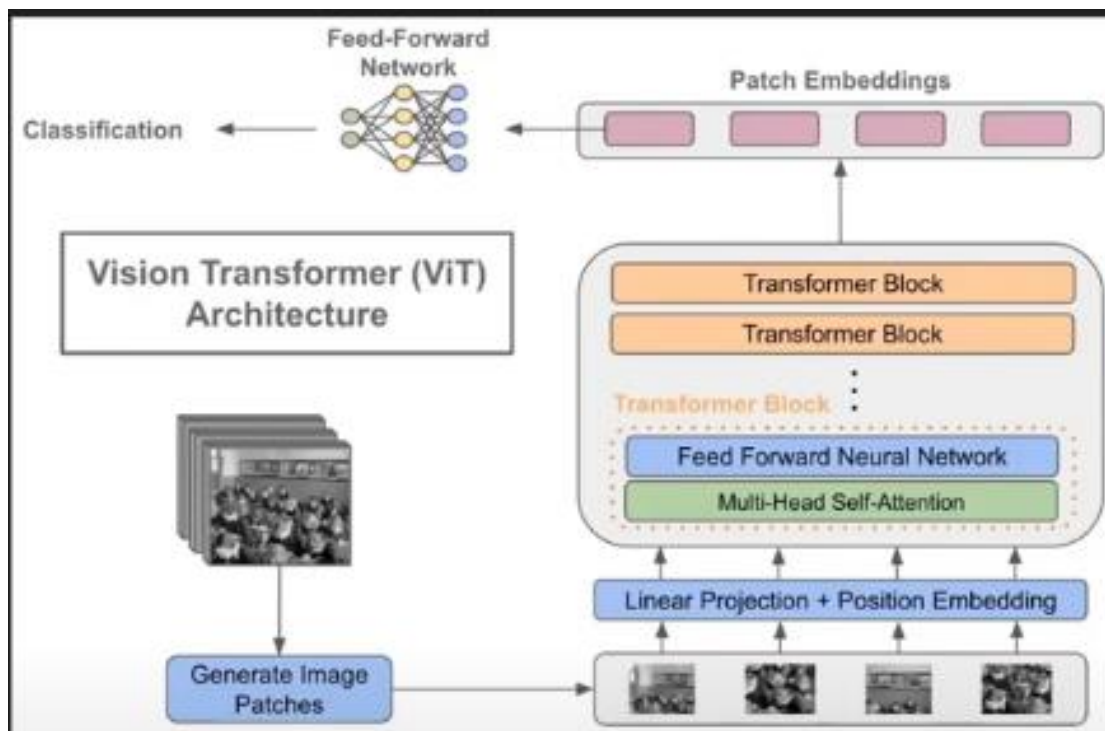 Feed-Forward
Network
Patch Embeddings
Classification
Vision Transformer (ViT)
Architecture
Transformer Block
Transformer Block
Transformer Block
Feed Forward Neural Network
Multi-Head Self-Attention
Linear Projection + Position Embedding
Generate Image
Patches